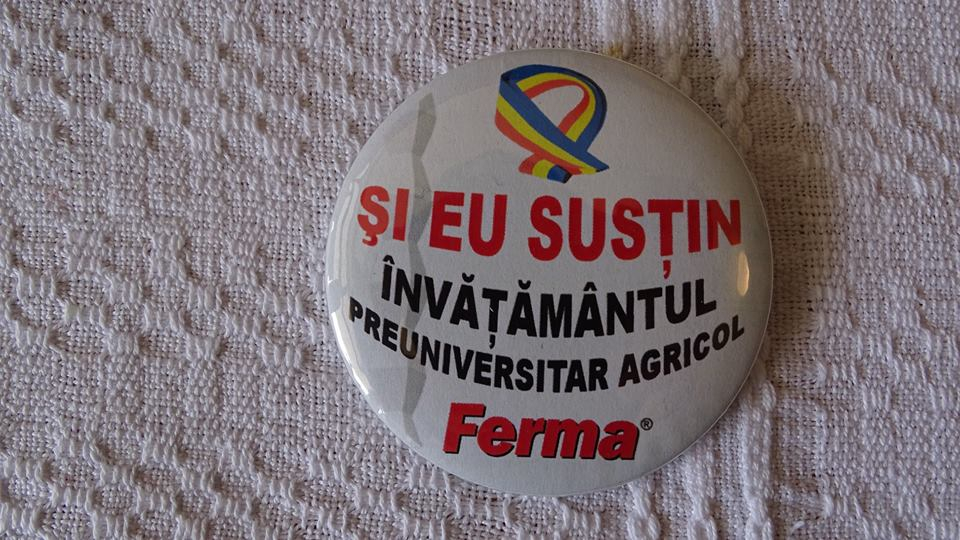 ŞI EU SUSȚIN
ÎNVĂȚĂMÂNTUL
PREUNIVERSITAR AGRICOL
Ferma®